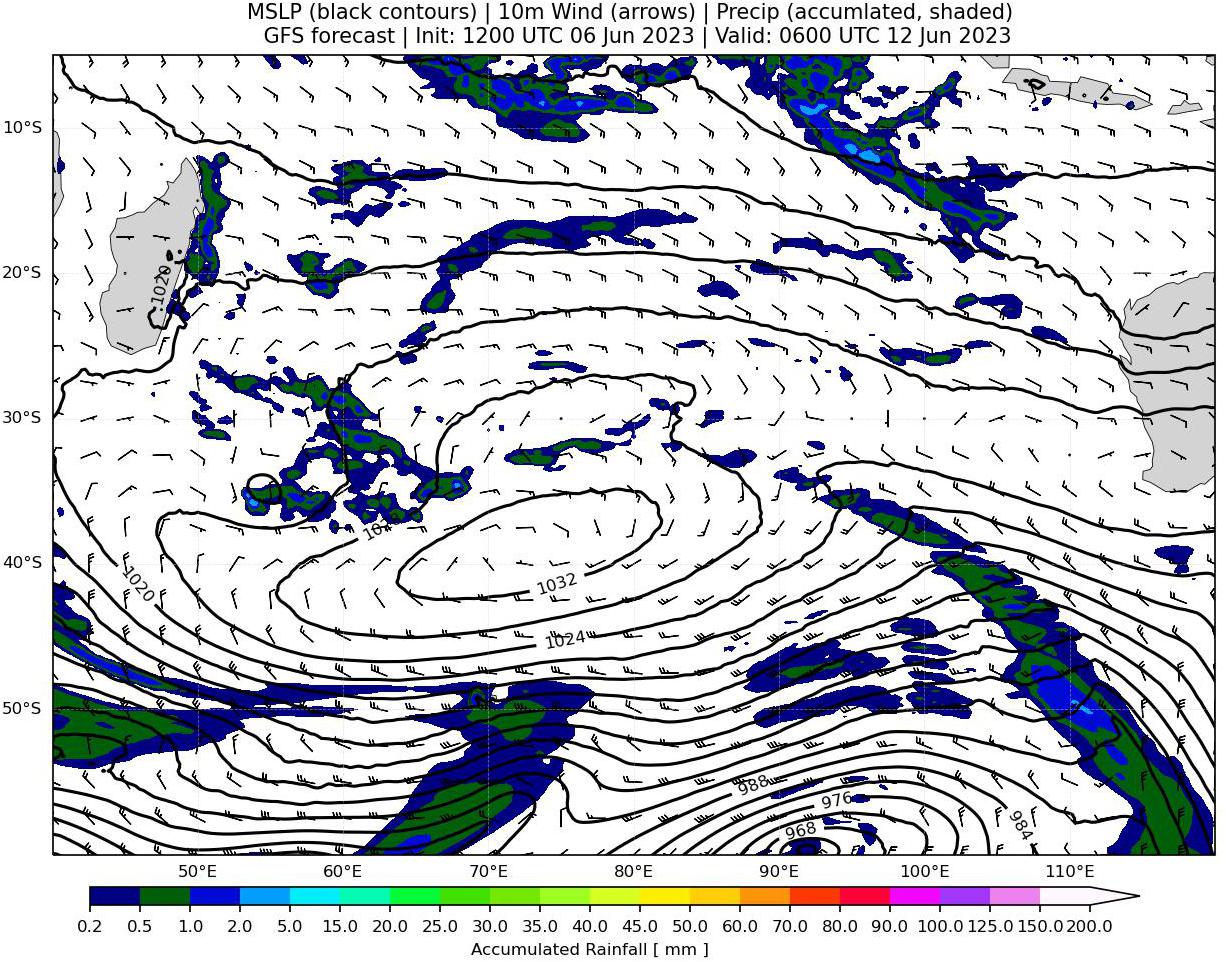 MSLP (black contours) | 10m Wind (arrows) | Precip (accumlated, shaded)
GFS forecast | Init: 1200 UTC 06 Jun 2023 | Valid: 0600 UTC 12 Jun 2023
10°S
20°S
1020
30°S
1032
40°S
1020
1024
50°S
988
976
968
984
50°E 60°E 70°E 80°E 90°E 100°E 110°E
0.2 0.5 1.0 2.0 5.0 10.0 15.0 20.0 25.0 30.0 35.0 40.0 45.0 50.0 60.0 70.0 80.0 90.0 100.0 125.0 150.0 200.0
Accumulated Rainfall [ mm ]